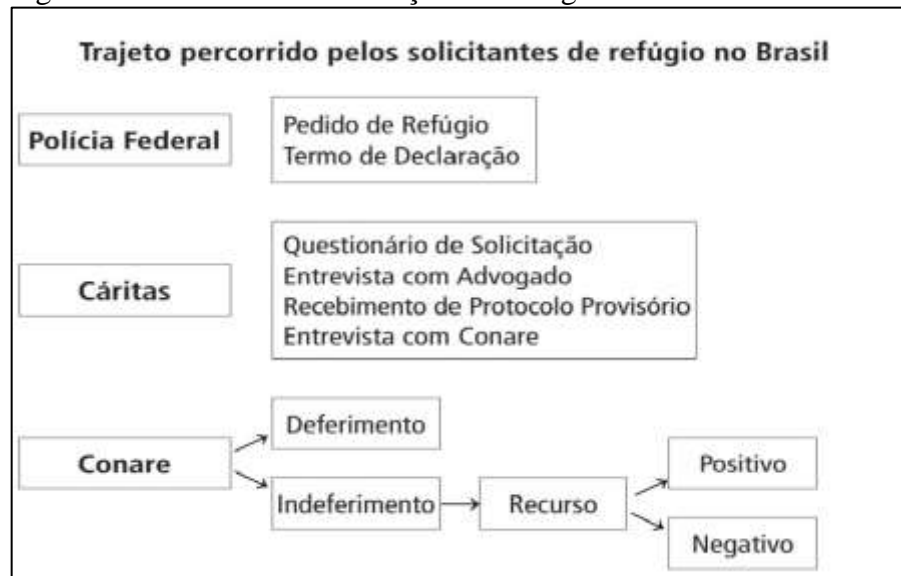 Trajeto percorrido pelos solicitantes de refúgio no Brasil
Polícia Federal
Pedido de Refúgio
Termo de Declaração
Cáritas
Questionário de Solicitação
Entrevista com Advogado
Recebimento de Protocolo Provisório
Entrevista com Conare
Conare
Deferimento
Indeferimento
Recurso
Positivo
Negativo